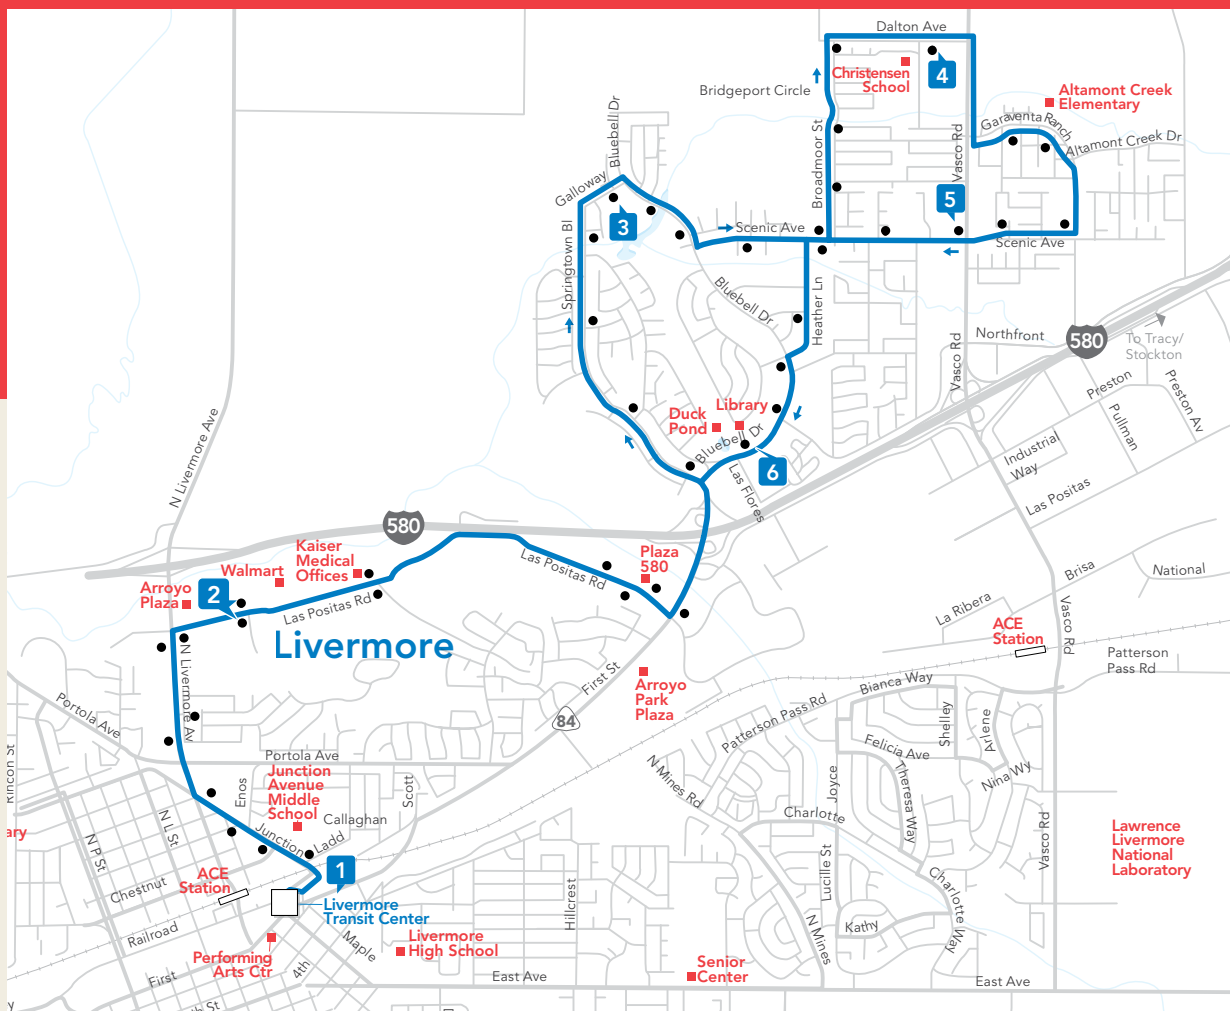 Dalton Ave
4
Christensen
School
Bridgeport Circle
Altamont Creek
Elementary
Garaventa Ranch
Altamont Creek Dr
Vasco Rd
Broadmoor St
Bluebell Dr
Galloway
3
5
Scenic Ave
Scenic Ave
Springtown Bl
Bluebell Dr
Heather Ln
Northfront
580
To Tracy/
Stockton
Vasco Rd
Preston
Preston Av
Pullman
Duck
Pond
Library
Bluebell Dr
6
Las Flores
Industrial
Way
Las Positas
N Livermore Ave
580
Kaiser
Medical
Offices
Walmart
Arroyo
Plaza
2
Las Positas Rd
Las Positas Rd
Plaza
580
Livermore
Brisa
National
La Ribera
ACE
Station
Vasco Rd
Patterson
Pass Rd
N Livermore Av
First St
Arroyo
Park
Plaza
84
Bianca Way
Patterson Pass Rd
Portola Ave
Portola Ave
Shelley
Arlene
Felicia Ave
Nina Wy
Theresa Way
Joyce
N Mines Rd
Rincon St
Enos
Junction
Avenue
Middle
School
Scott
Callaghan
Ladd
Junction
N L St
N P St
ary
Charlotte
Lucille St
Vasco Rd
Lawrence
Livermore
National
Laboratory
Charlotte Way
Kathy
N Mines
Hillcrest
Chestnut
ACE
Station
1
Livermore
Transit Center
Railroad
Maple
Livermore
High School
Performing
Arts Ctr
First
4th
East Ave
Senior
Center
East Ave
h St
y